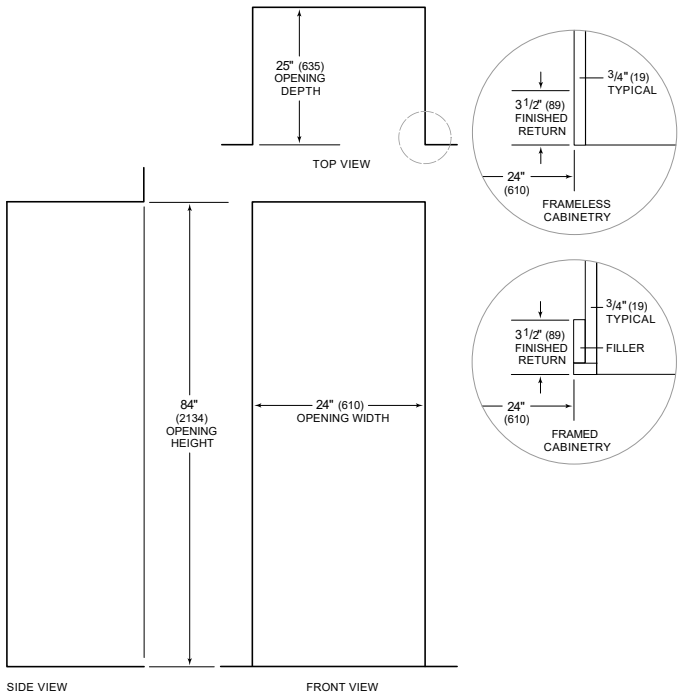 25" (635)
OPENING
DEPTH
TOP VIEW
3/4" (19)
TYPICAL
3 1/2" (89)
FINISHED
RETURN
24"
(610)
FRAMELESS
CABINETRY
3/4" (19)
TYPICAL
3 1/2" (89)
FINISHED
RETURN
FILLER
24"
(610)
FRAMED
CABINETRY
84"
(2134)
OPENING
HEIGHT
24" (610)
OPENING WIDTH
SIDE VIEW
FRONT VIEW